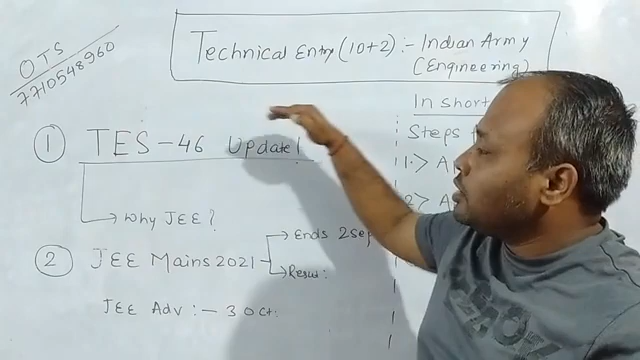 OTS
7710548960
Technical Entry (10+2) :- Indian Army
(Engineering)
① TES-46 Update!
Why JEE?
② JEE Mains 2021
Ends 2 Sep
Result:
JEE Adv :- 3 Oct:
In short
Steps
1.> A
2> A